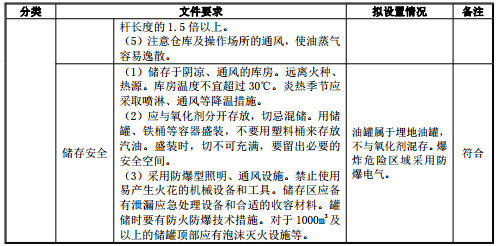 分类 文件要求 拟设置情况 备注
杆长度的 1.5 倍以上。
（5）注意仓库及操作场所的通风，使油蒸气
容易逸散。
储存安全
（1）储存于阴凉、通风的库房。远离火种、
热源。库房温度不宜超过 30℃。炎热季节应
采取喷淋、通风等降温措施。
（2）应与氧化剂分开存放，切忌混储。用储
罐、铁桶等容器盛装，不要用塑料桶来存放
汽油。盛装时，切不可充满，要留出必要的
安全空间。
（3）采用防爆型照明、通风设施。禁止使用
易产生火花的机械设备和工具。储存区应备
有泄漏应急处理设备和合适的收容材料。罐
储时要有防火防爆技术措施。对于 1000m³及
以上的储罐顶部应有泡沫灭火设施等。
油罐属于埋地油罐，
不与氧化剂混存。爆
炸危险区域采用防
爆电气。
符合